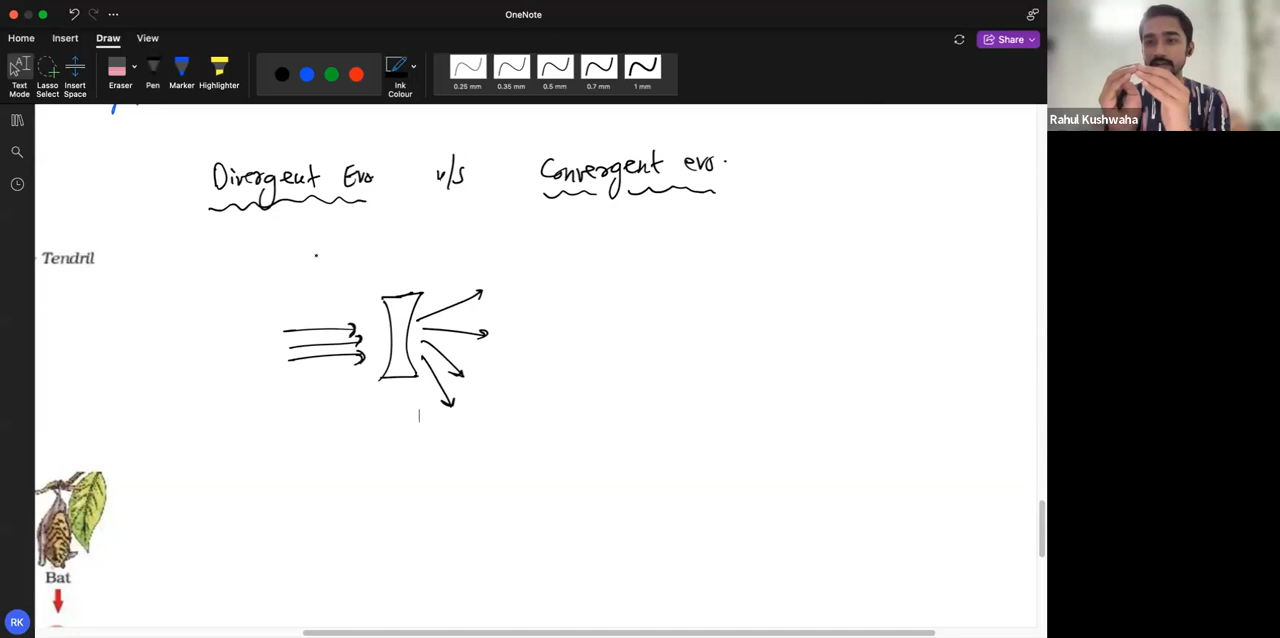 OneNote
Home Insert Draw View
Share
Text Mode
Lasso Select
Insert Space
Eraser
Pen
Marker
Highlighter
Ink Colour
0.25 mm 0.35 mm 0.5 mm 0.7 mm 1 mm
Rahul Kushwaha
Divergent Evo v/s Convergent evo.
Tendril
Bat
RK